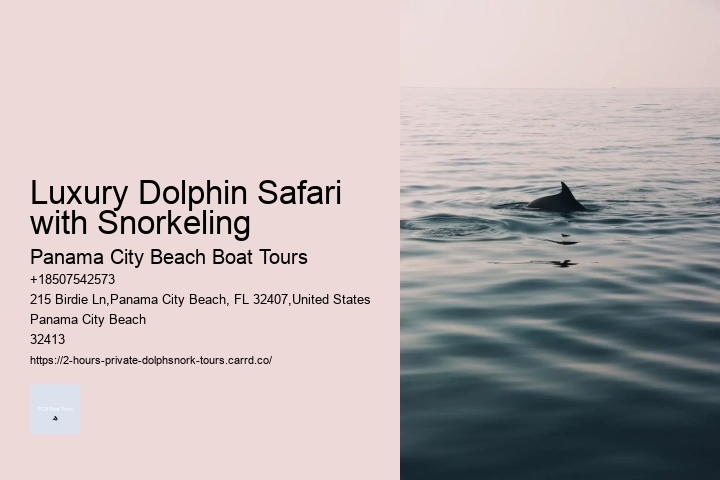 Luxury Dolphin Safari
with Snorkeling
Panama City Beach Boat Tours
+18507542573
215 Birdie Ln,Panama City Beach, FL 32407,United States
Panama City Beach
32413
https://2-hours-private-dolphsnork-tours.carrd.co/